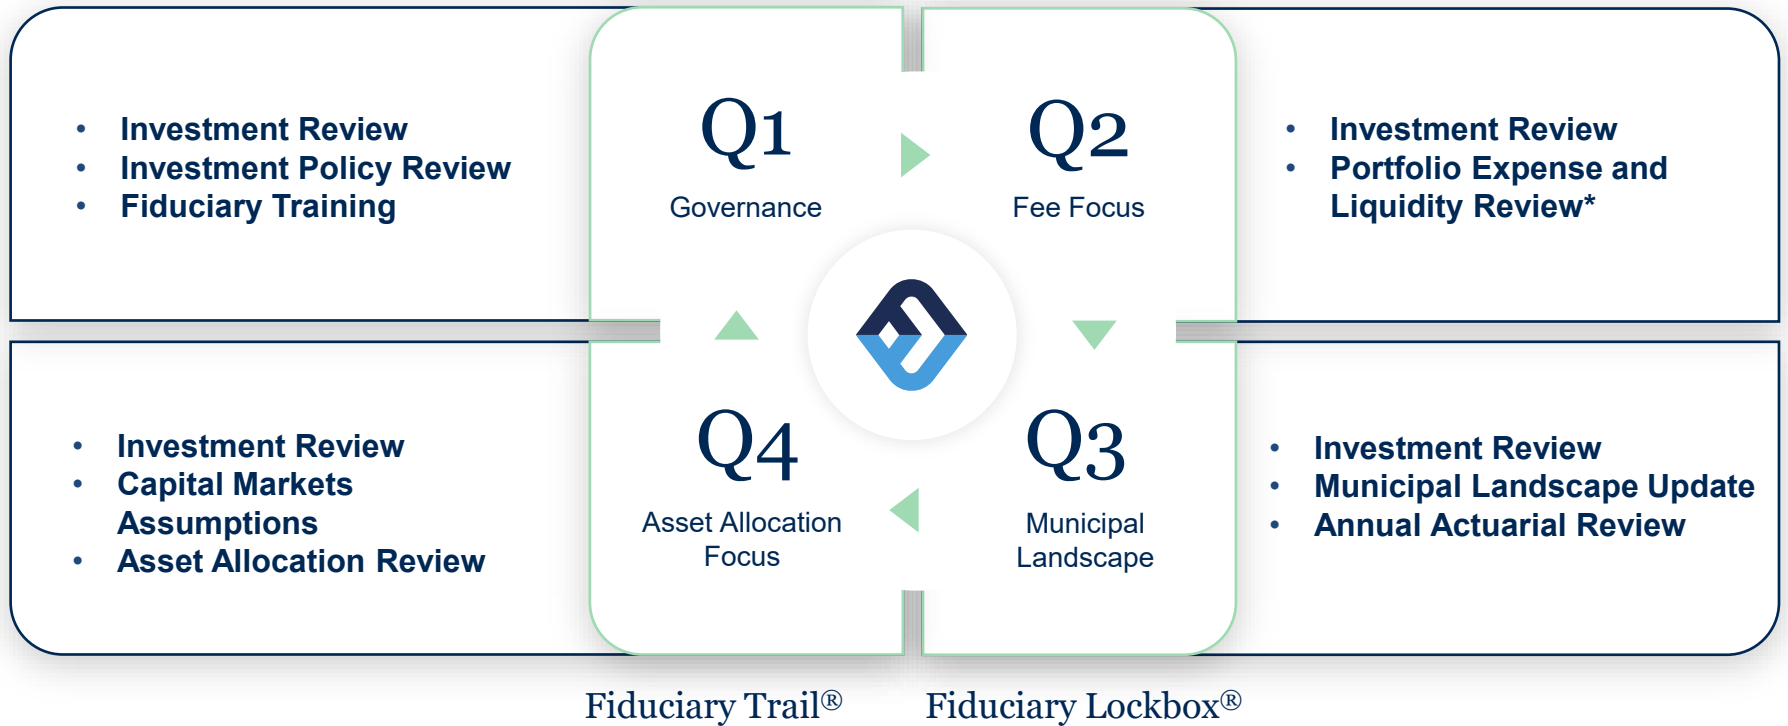 • Investment Review
• Investment Policy Review
• Fiduciary Training
Q1
Governance
Q2
Fee Focus
• Investment Review
• Portfolio Expense and
Liquidity Review*
• Investment Review
• Capital Markets
Assumptions
• Asset Allocation Review
Q4
Asset Allocation
Focus
Q3
Municipal
Landscape
• Investment Review
• Municipal Landscape Update
• Annual Actuarial Review
Fiduciary Trail®
Fiduciary Lockbox®